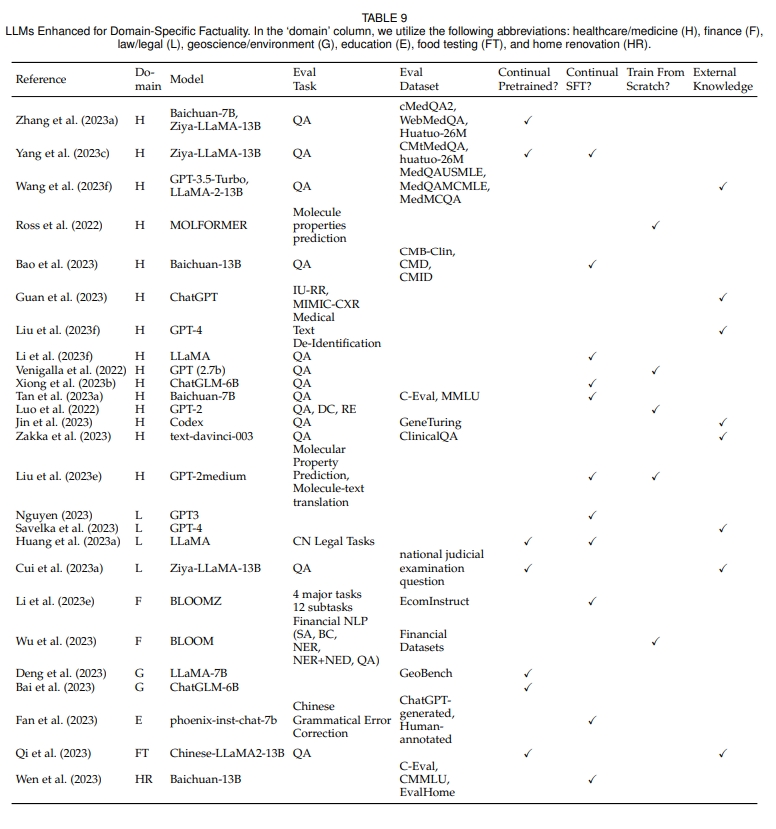 TABLE 9
LLMs Enhanced for Domain-Specific Factuality. In the ‘domain’ column, we utilize the following abbreviations: healthcare/medicine (H), finance (F),
law/legal (L), geoscience/environment (G), education (E), food testing (FT), and home renovation (HR).
Reference Do-main Model Eval Task Eval Dataset Continual Pretrained? Continual SFT? Train From Scratch? External Knowledge
Zhang et al. (2023a) H Baichuan-7B, Ziya-LLaMA-13B QA cMedQA2, WebMedQA, Huatuo-26M ✓
Yang et al. (2023c) H Ziya-LLaMA-13B QA CMtMedQA, huatuo-26M ✓ ✓
Wang et al. (2023f) H GPT-3.5-Turbo, LLaMA-2-13B QA MedQAUSMLE, MedQAMCMLE, MedMCQA ✓
Ross et al. (2022) H MOLFORMER Molecule properties prediction ✓
Bao et al. (2023) H Baichuan-13B QA CMB-Clin, CMD, CMID ✓
Guan et al. (2023) H ChatGPT IU-RR, MIMIC-CXR ✓
Liu et al. (2023f) H GPT-4 Medical Text De-Identification ✓
Li et al. (2023f) H LLaMA QA ✓
Venigalla et al. (2022) H GPT (2.7b) QA ✓
Xiong et al. (2023b) H ChatGLM-6B QA ✓
Tan et al. (2023a) H Baichuan-7B QA C-Eval, MMLU ✓
Luo et al. (2022) H GPT-2 QA, DC, RE ✓
Jin et al. (2023) H Codex QA GeneTuring ✓
Zakka et al. (2023) H text-davinci-003 QA ClinicalQA ✓
Liu et al. (2023e) H GPT-2medium Molecular Property Prediction, Molecule-text translation ✓ ✓
Nguyen (2023) L GPT3 ✓
Savelka et al. (2023) L GPT-4 ✓
Huang et al. (2023a) L LLaMA CN Legal Tasks ✓ ✓
Cui et al. (2023a) L Ziya-LLaMA-13B QA national judicial examination question ✓ ✓
Li et al. (2023e) F BLOOMZ 4 major tasks 12 subtasks EcomInstruct ✓
Wu et al. (2023) F BLOOM Financial NLP (SA, BC, NER, NER+NED, QA) Financial Datasets ✓
Deng et al. (2023) G LLaMA-7B GeoBench ✓
Bai et al. (2023) G ChatGLM-6B ✓
Fan et al. (2023) E phoenix-inst-chat-7b Chinese Grammatical Error Correction ChatGPT-generated, Human-annotated ✓
Qi et al. (2023) FT Chinese-LLaMA2-13B QA ✓ ✓
Wen et al. (2023) HR Baichuan-13B C-Eval, CMMLU, EvalHome ✓